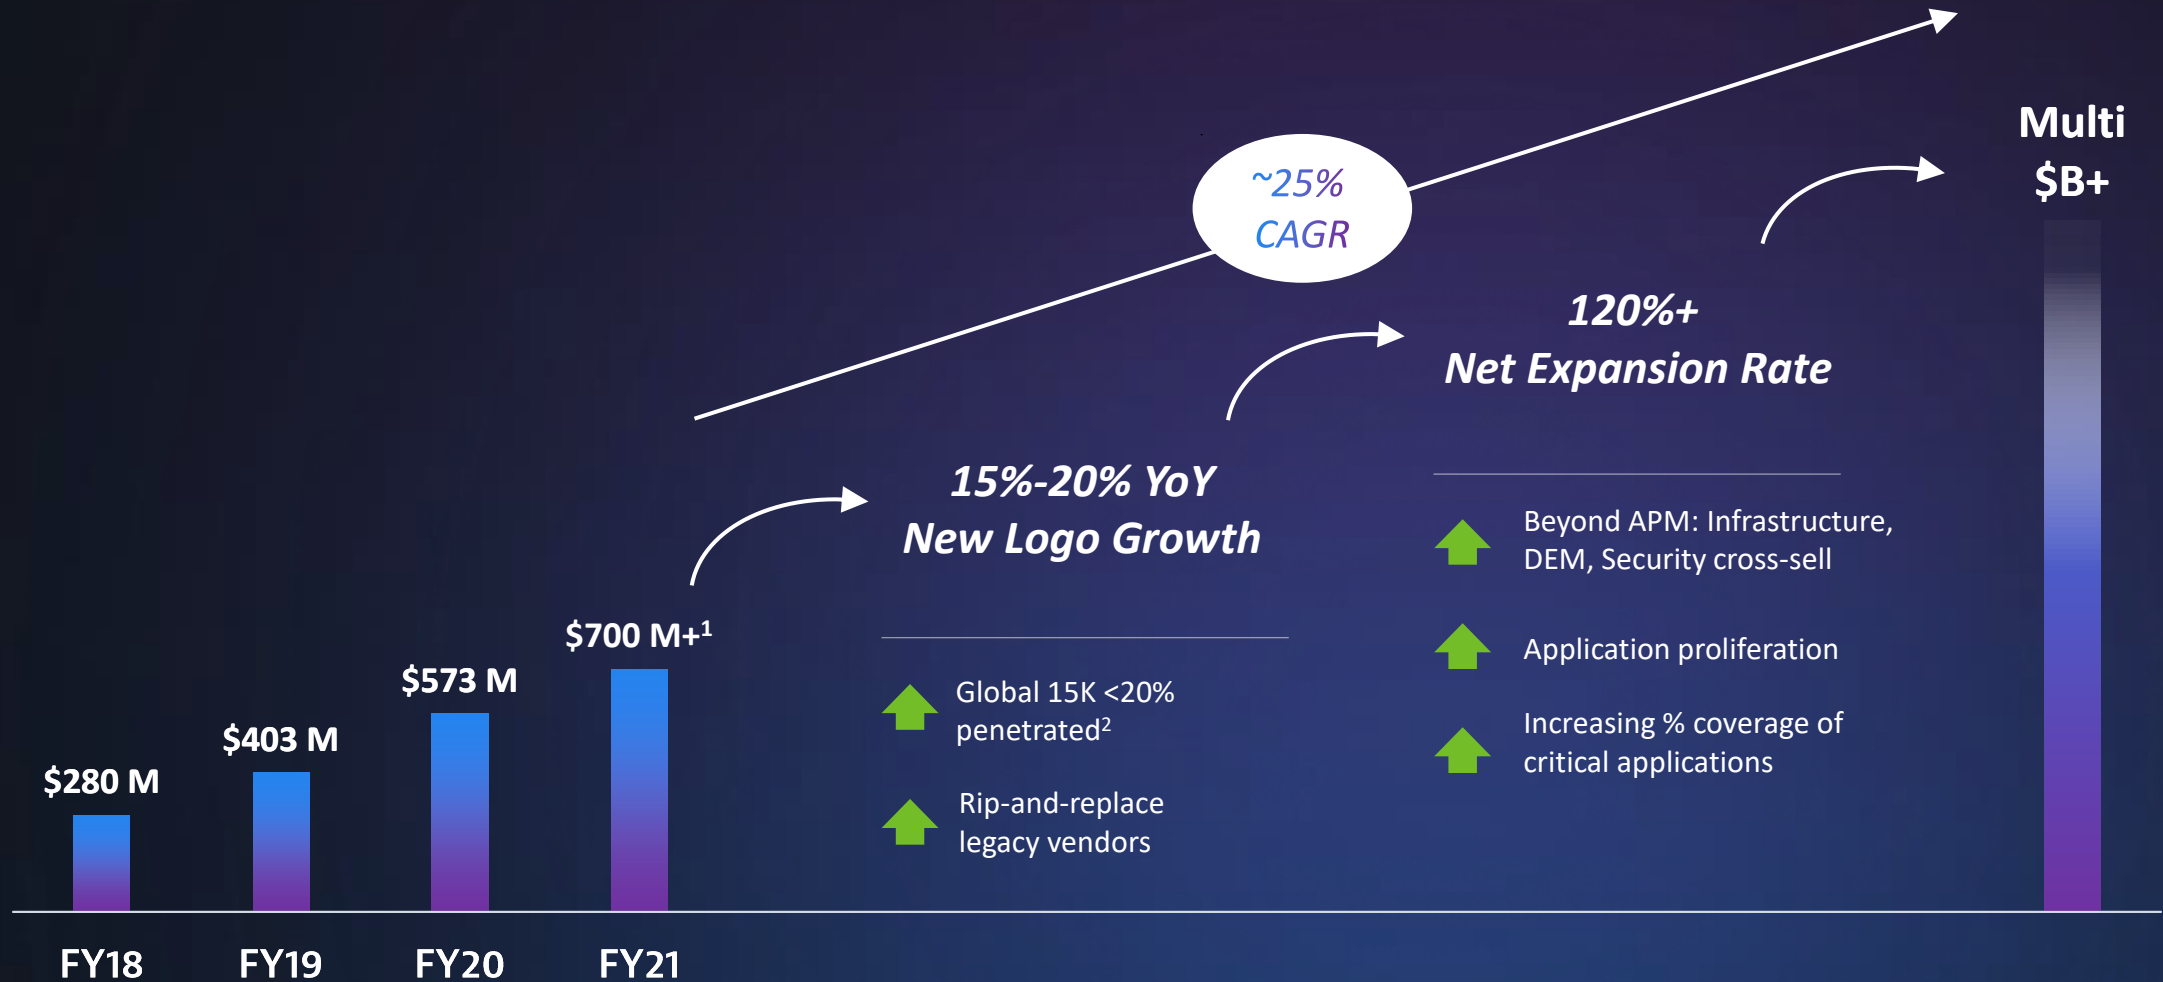 ~25%
CAGR
Multi
$B+
120%+
Net Expansion Rate
15%-20% YoY
New Logo Growth
Beyond APM: Infrastructure,
DEM, Security cross-sell
Application proliferation
Increasing % coverage of
critical applications
Global 15K <20%
penetrated²
Rip-and-replace
legacy vendors
$280 M
$403 M
$573 M
$700 M+¹
FY18
FY19
FY20
FY21